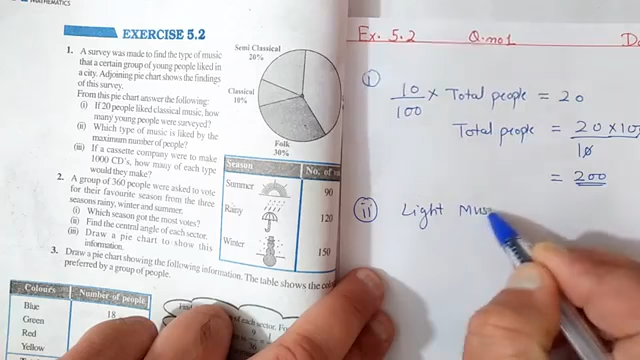 MATHEMATICS
EXERCISE 5.2
1. A survey was made to find the type of music
that a certain group of young people liked in
a city. Adjoining pie chart shows the findings
of this survey.
From this pie chart answer the following:
(i) If 20 people liked classical music, how
many young people were surveyed?
(ii) Which type of music is liked by the
maximum number of people?
(iii) If a cassette company were to make
1000 CD's, how many of each type
would they make?
2. A group of 360 people were asked to vote
for their favourite season from the three
seasons rainy, winter and summer.
(i) Which season got the most votes?
(ii) Find the central angle of each sector.
(iii) Draw a pie chart to show this
information.
3. Draw a pie chart showing the following information. The table shows the
preferred by a group of people.
Colours Number of people
Blue 18
Green
Red
Yellow
Semi Classical
20%
Classical
10%
Folk
30%
Season No. of
Summer 90
Rainy 120
Winter 150
of each sector.
Ex. 5.2 Q.no1
(i) 10/100 × Total people = 20
Total people = 20 × 10/10
= 200
(ii) Light Mus